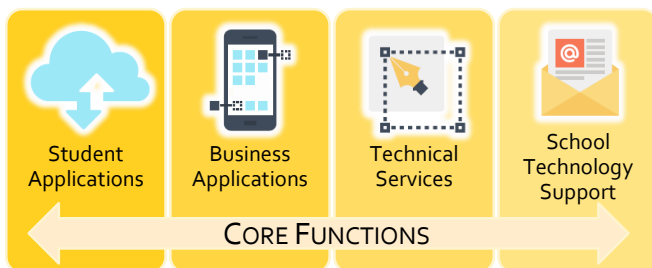 Student
Applications
Business
Applications
Technical
Services
@
School
Technology
Support
CORE FUNCTIONS